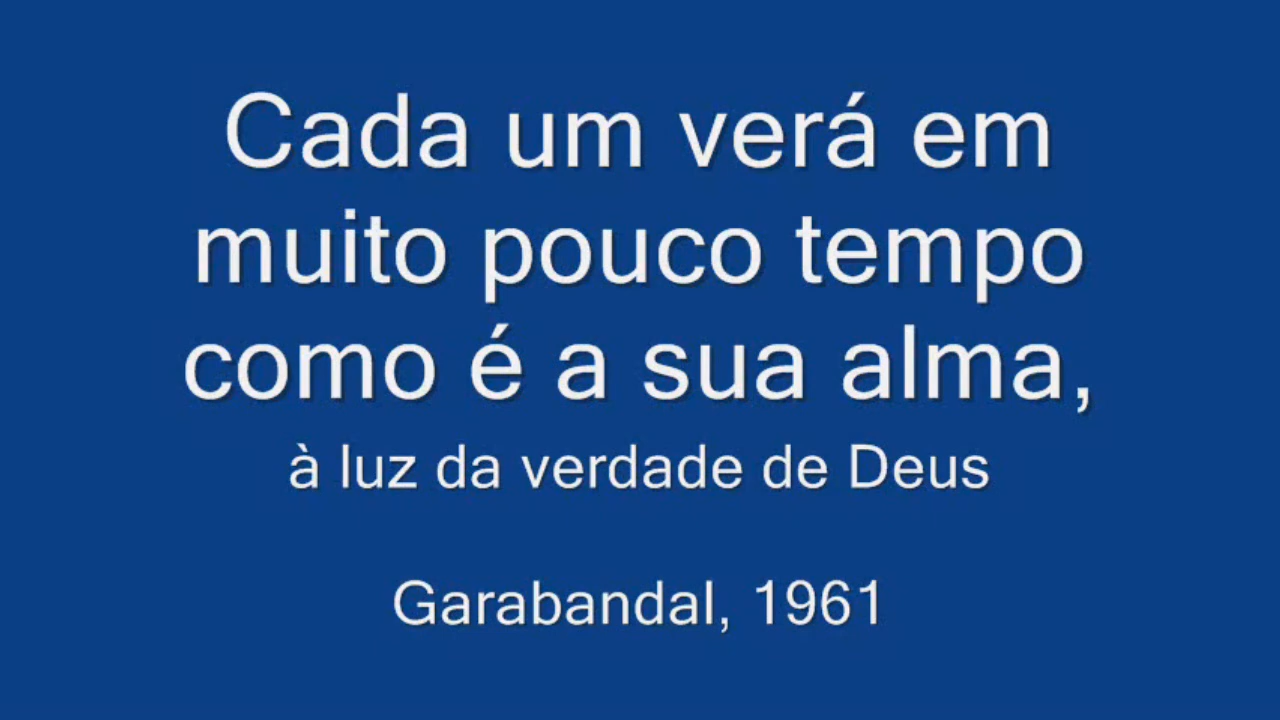 Cada um verá em
muito pouco tempo
como é a sua alma,
à luz da verdade de Deus
Garabandal, 1961